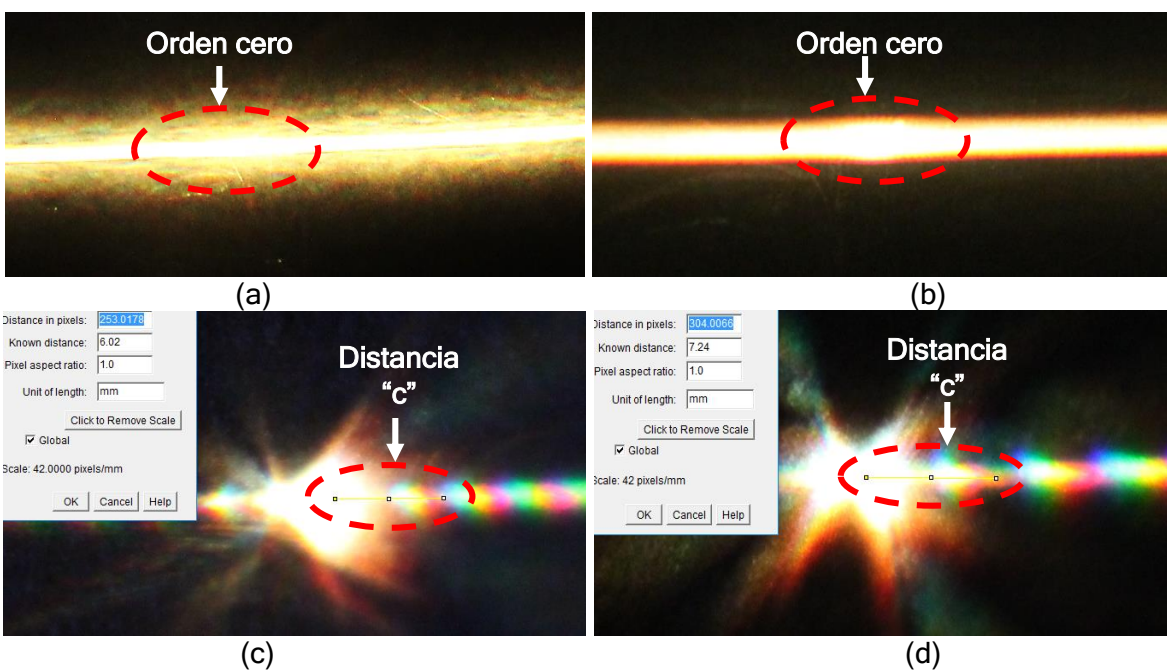 Orden cero
Orden cero
(a)
(b)
Distance in pixels: 253.0178
Known distance: 6.02
Pixel aspect ratio: 1.0
Unit of length: mm
Click to Remove Scale
Global
Scale: 42.0000 pixels/mm
OK Cancel Help
Distancia
“c”
Distance in pixels: 304.0066
Known distance: 7.24
Pixel aspect ratio: 1.0
Unit of length: mm
Click to Remove Scale
Global
Scale: 42 pixels/mm
OK Cancel Help
Distancia
“c”
(c)
(d)